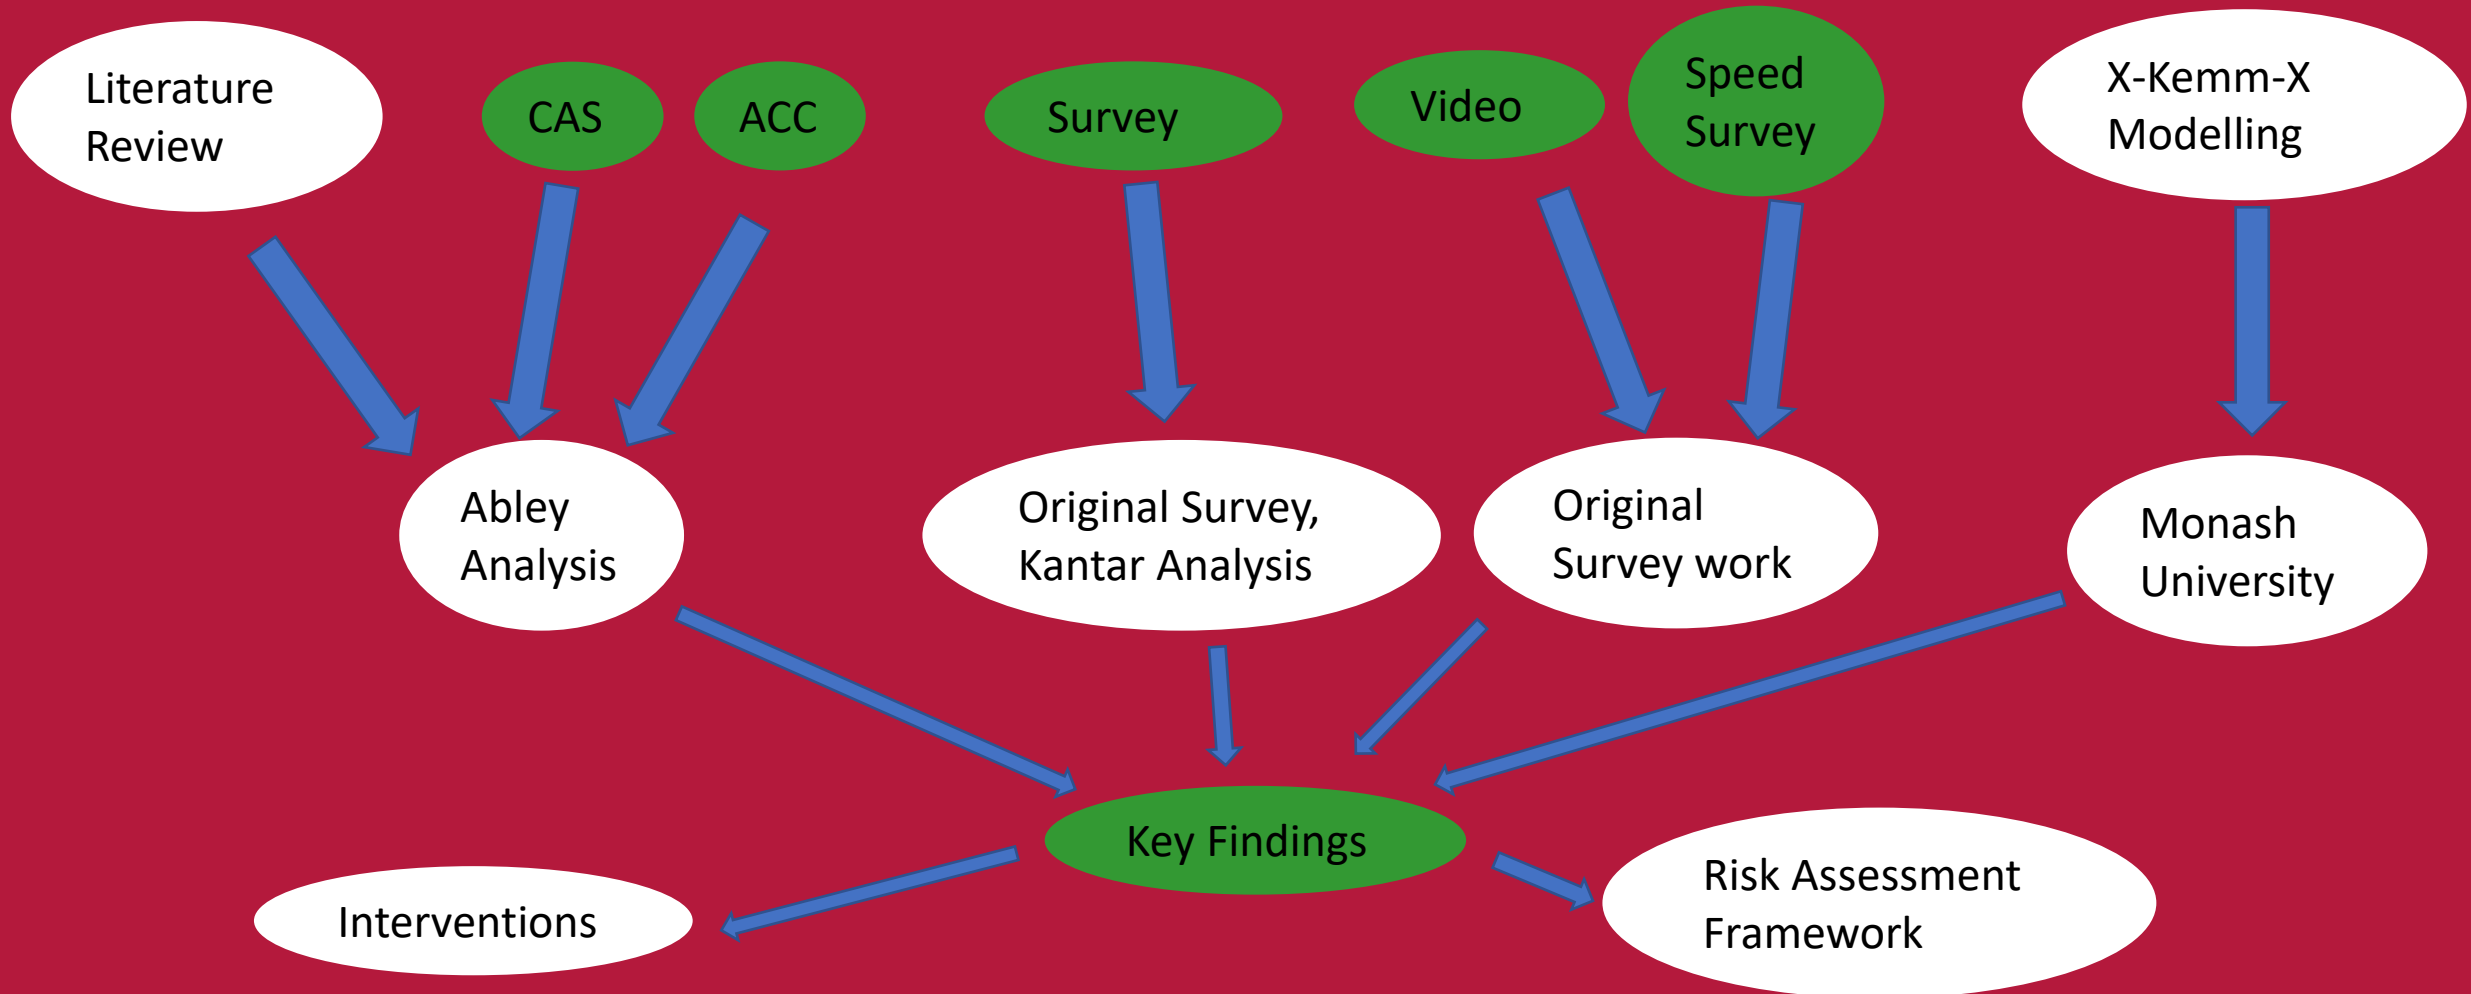 Literature
Review
CAS
ACC
Survey
Video
Speed
Survey
X-Kemm-X
Modelling
Abley
Analysis
Original Survey,
Kantar Analysis
Original
Survey work
Monash
University
Key Findings
Interventions
Risk Assessment
Framework